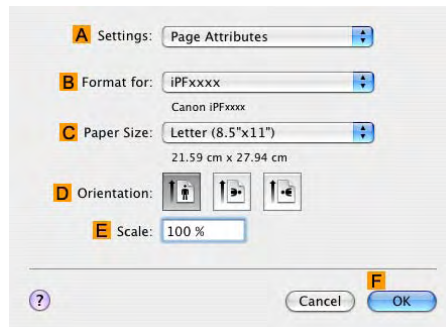 A Settings: Page Attributes
B Format for: iPFxxxx
Canon iPFxxxx
C Paper Size: Letter (8.5"x11")
21.59 cm x 27.94 cm
D Orientation:
E Scale: 100 %
F
? Cancel OK